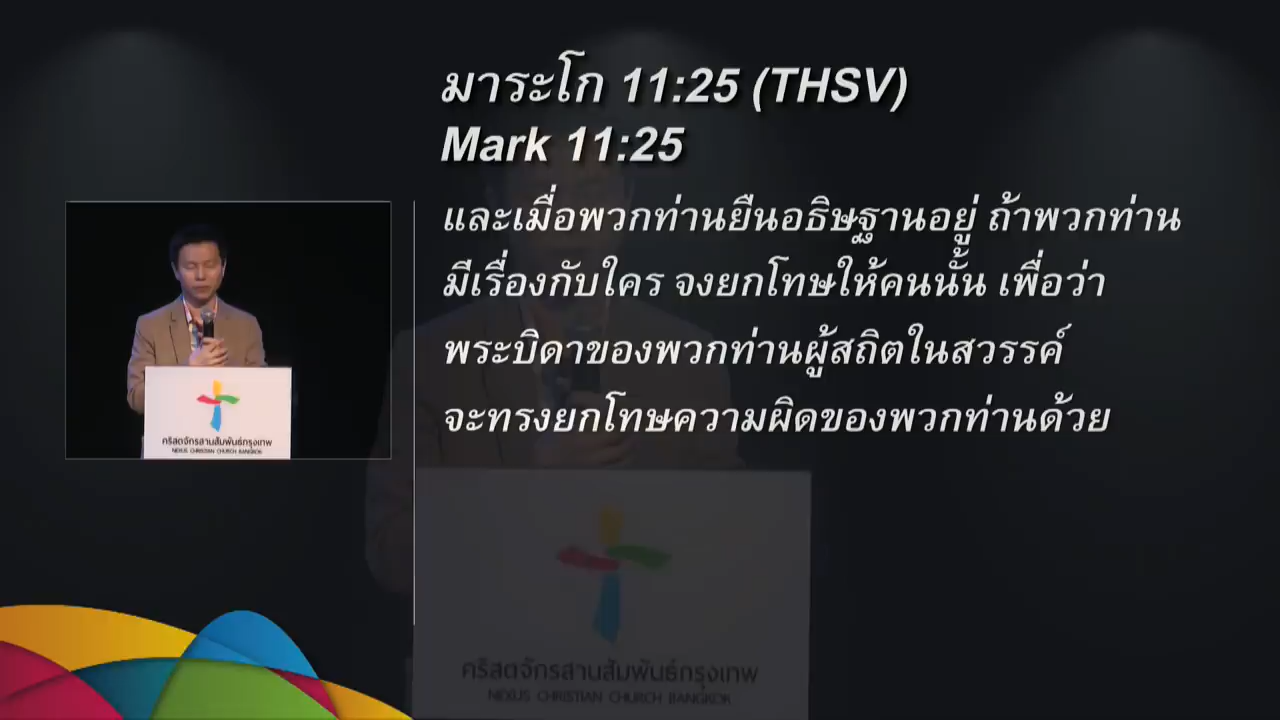 มาระโก 11:25 (THSV)
Mark 11:25
และเมื่อพวกท่านยืนอธิษฐานอยู่ ถ้าพวกท่าน
มีเรื่องกับใคร จงยกโทษให้คนนั้น เพื่อว่า
พระบิดาของพวกท่านผู้สถิตในสวรรค์
จะทรงยกโทษความผิดของพวกท่านด้วย
คริสตจักรสานสัมพันธ์กรุงเทพ
NEXUS CHRISTIAN CHURCH BANGKOK
คริสตจักรสานสัมพันธ์กรุงเทพ
NEXUS CHRISTIAN CHURCH BANGKOK